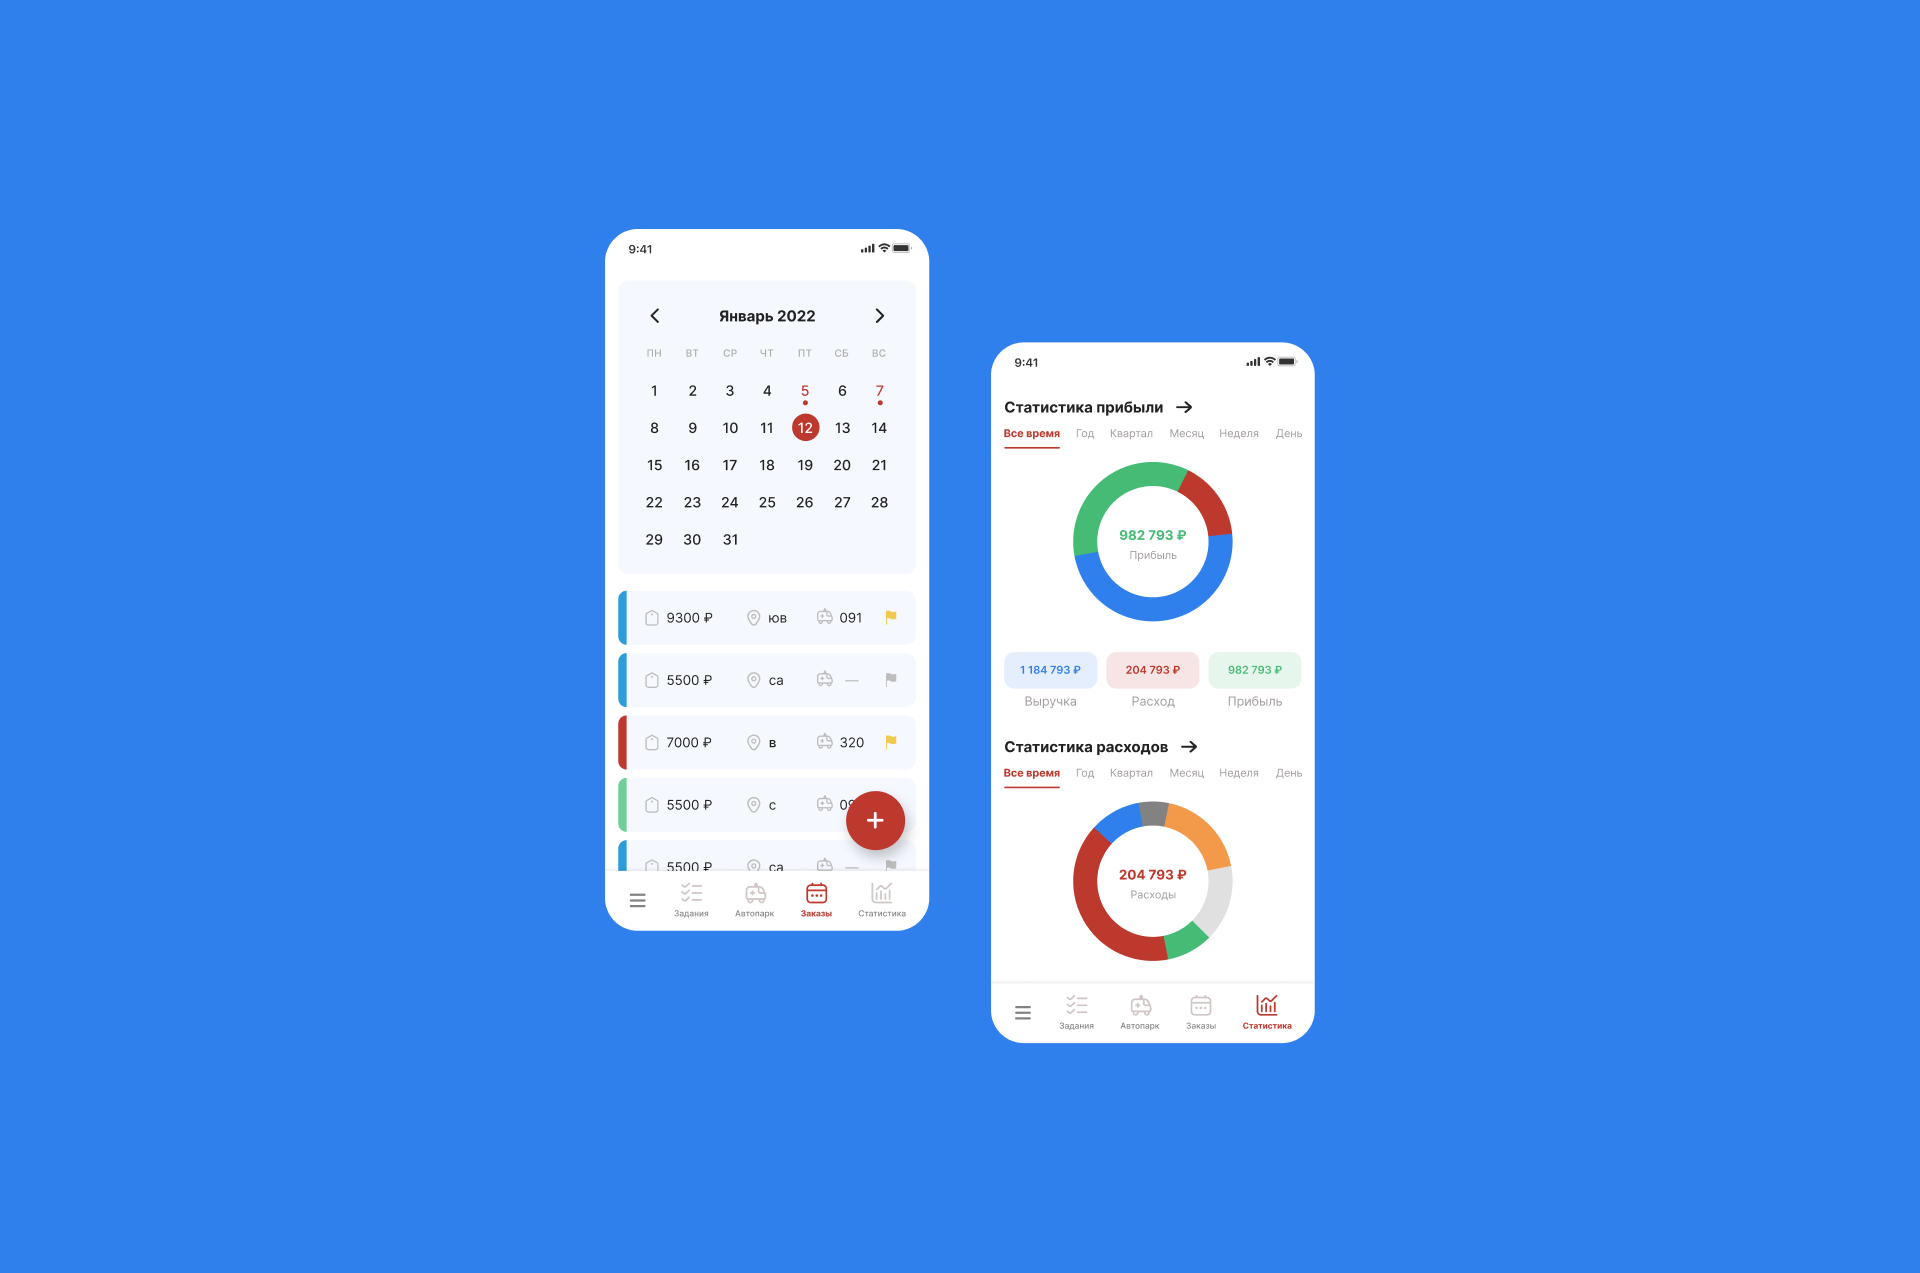 9:41
Январь 2022
ПН ВТ СР ЧТ ПТ СБ ВС
1 2 3 4 5 6 7
8 9 10 11 12 13 14
15 16 17 18 19 20 21
22 23 24 25 26 27 28
29 30 31
9300 ₽ юв 091
5500 ₽ са —
7000 ₽ в 320
5500 ₽ с
5500 ₽ са —
Задания Автопарк Заказы Статистика
9:41
Статистика прибыли →
Все время Год Квартал Месяц Неделя День
982 793 ₽
Прибыль
1 184 793 ₽ 204 793 ₽ 982 793 ₽
Выручка Расход Прибыль
Статистика расходов →
Все время Год Квартал Месяц Неделя День
204 793 ₽
Расходы
Задания Автопарк Заказы Статистика